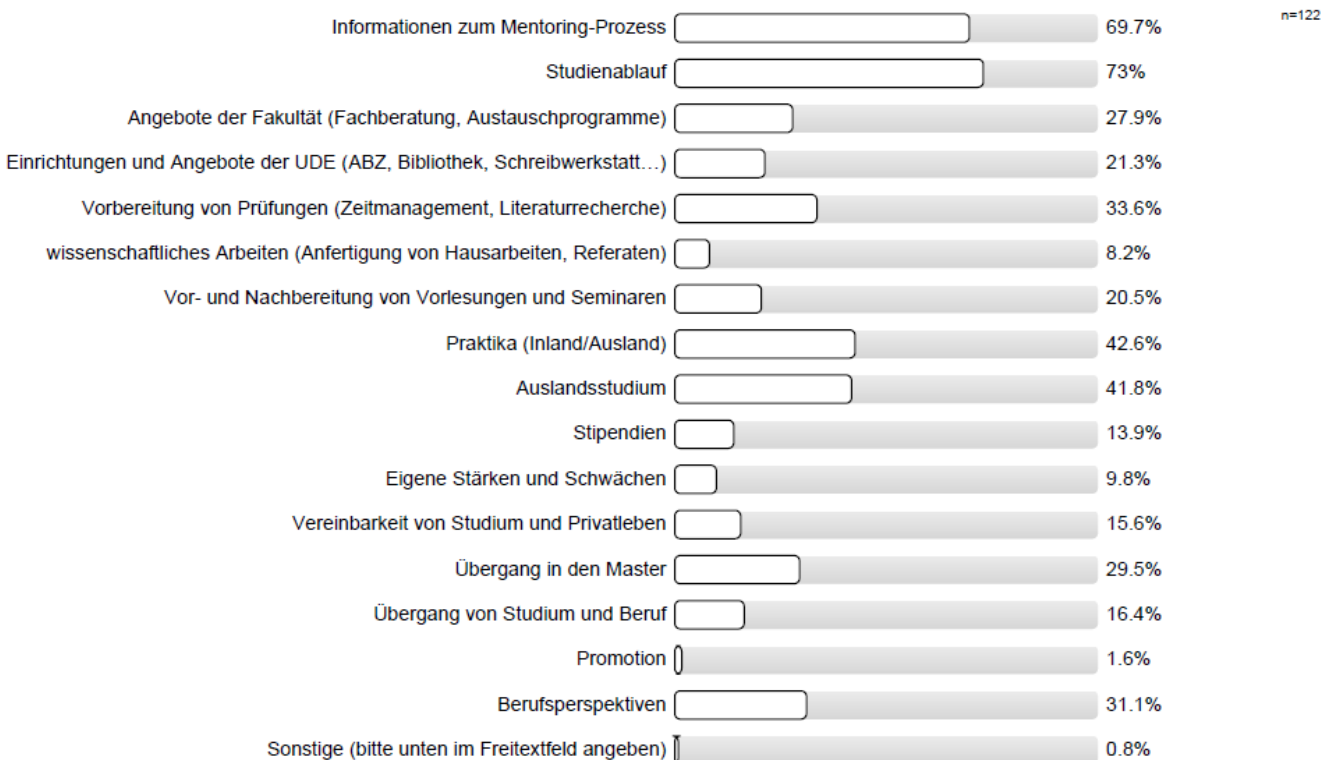 n=122
Informationen zum Mentoring-Prozess 69.7%
Studienablauf 73%
Angebote der Fakultät (Fachberatung, Austauschprogramme) 27.9%
Einrichtungen und Angebote der UDE (ABZ, Bibliothek, Schreibwerkstatt…) 21.3%
Vorbereitung von Prüfungen (Zeitmanagement, Literaturrecherche) 33.6%
wissenschaftliches Arbeiten (Anfertigung von Hausarbeiten, Referaten) 8.2%
Vor- und Nachbereitung von Vorlesungen und Seminaren 20.5%
Praktika (Inland/Ausland) 42.6%
Auslandsstudium 41.8%
Stipendien 13.9%
Eigene Stärken und Schwächen 9.8%
Vereinbarkeit von Studium und Privatleben 15.6%
Übergang in den Master 29.5%
Übergang von Studium und Beruf 16.4%
Promotion 1.6%
Berufsperspektiven 31.1%
Sonstige (bitte unten im Freitextfeld angeben) 0.8%